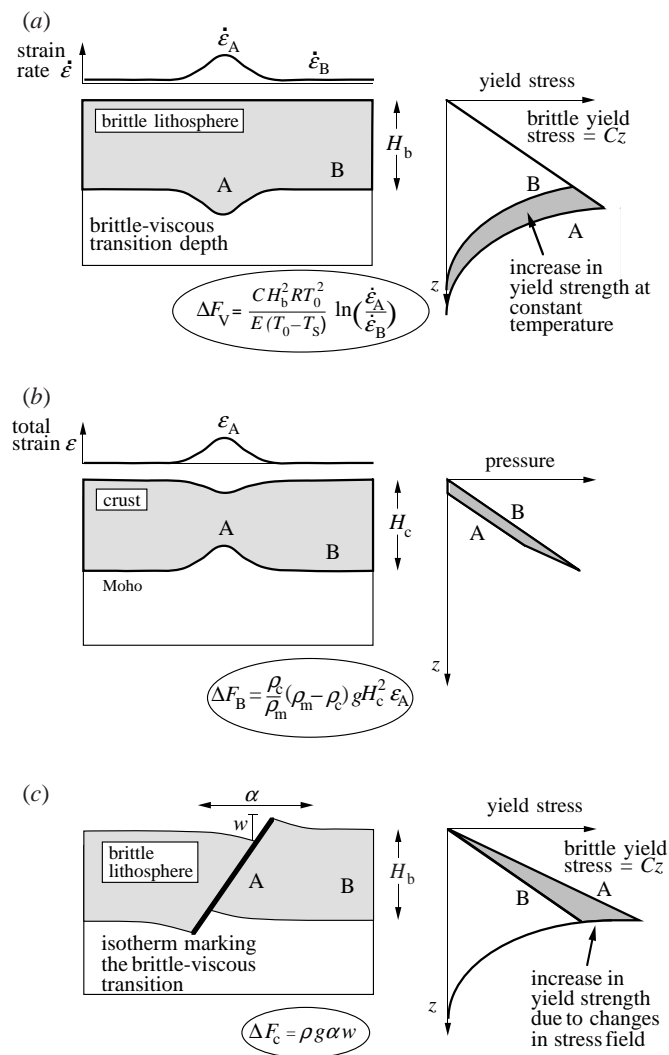 (a)
strain
rate ε̇
ε̇A
ε̇B
brittle lithosphere
Hb
A
B
brittle-viscous
transition depth
yield stress
brittle yield
stress = Cz
B
A
z
increase in
yield strength at
constant
temperature
ΔFV = CHb²RT0² / E(T0−TS) ln(ε̇A / ε̇B)
(b)
total
strain ε
εA
crust
Hc
A
B
Moho
pressure
B
A
z
ΔFB = ρc/ρm (ρm − ρc) gHc² εA
(c)
α
w
brittle
lithosphere
Hb
A
B
isotherm marking
the brittle-viscous
transition
yield stress
brittle yield
stress = Cz
A
B
z
increase in
yield strength
due to changes
in stress field
ΔFc = ρgαw